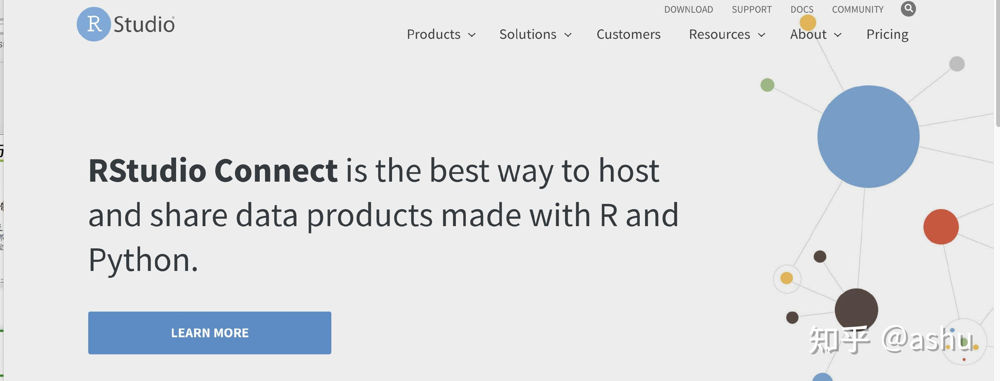 DOWNLOAD SUPPORT DOCS COMMUNITY
R Studio®
Products Solutions Customers Resources About Pricing
RStudio Connect is the best way to host
and share data products made with R and
Python.
LEARN MORE
知乎 @ashu